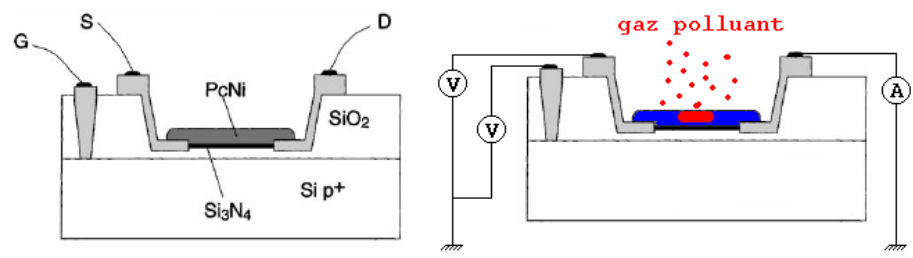 S
D
G
PcNi
SiO₂
Si p⁺
Si₃N₄
gaz polluant
V
V
A